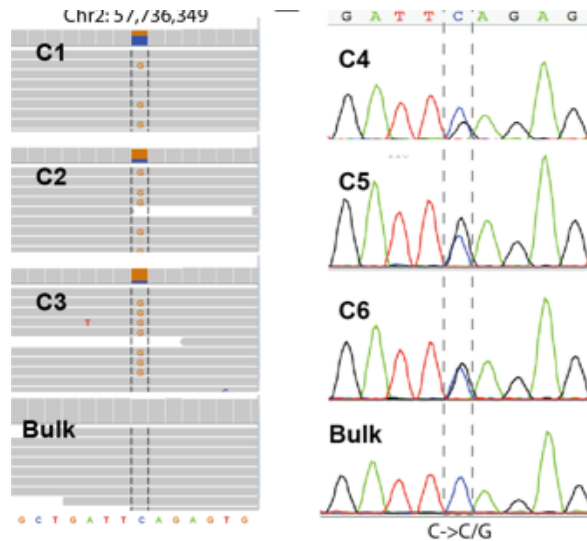 Chr2: 57,736,349
C1
G
G
G
C2
G
G
G
G
G
C3
G
G
T G
G
G
G
G
Bulk
G C T G A T T C A G A G T G
G A T T C A G A G
C4
C5
C6
Bulk
C->C/G